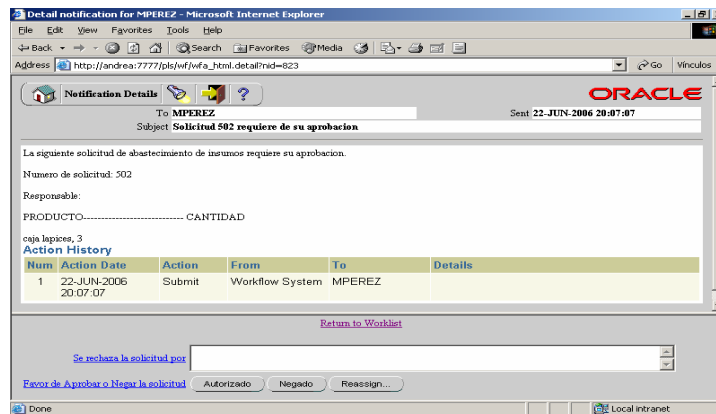 Detail notification for MPEREZ - Microsoft Internet Explorer
File Edit View Favorites Tools Help
Back Search Favorites Media
Address http://andrea:7777/pls/wf/wfa_html.detail?nid=823 Go Vínculos
Notification Details ? ORACLE
To MPEREZ Sent 22-JUN-2006 20:07:07
Subject Solicitud 502 requiere de su aprobacion
La siguiente solicitud de abastecimiento de insumos requiere su aprobacion.
Numero de solicitud: 502
Responsable:
PRODUCTO---------------------------- CANTIDAD
caja lapices, 3
Action History
Num Action Date Action From To Details
1 22-JUN-2006 Submit Workflow System MPEREZ
20:07:07
Return to Worklist
Se rechaza la solicitud por
Favor de Aprobar o Negar la solicitud Autorizado Negado Reassign...
Done Local intranet